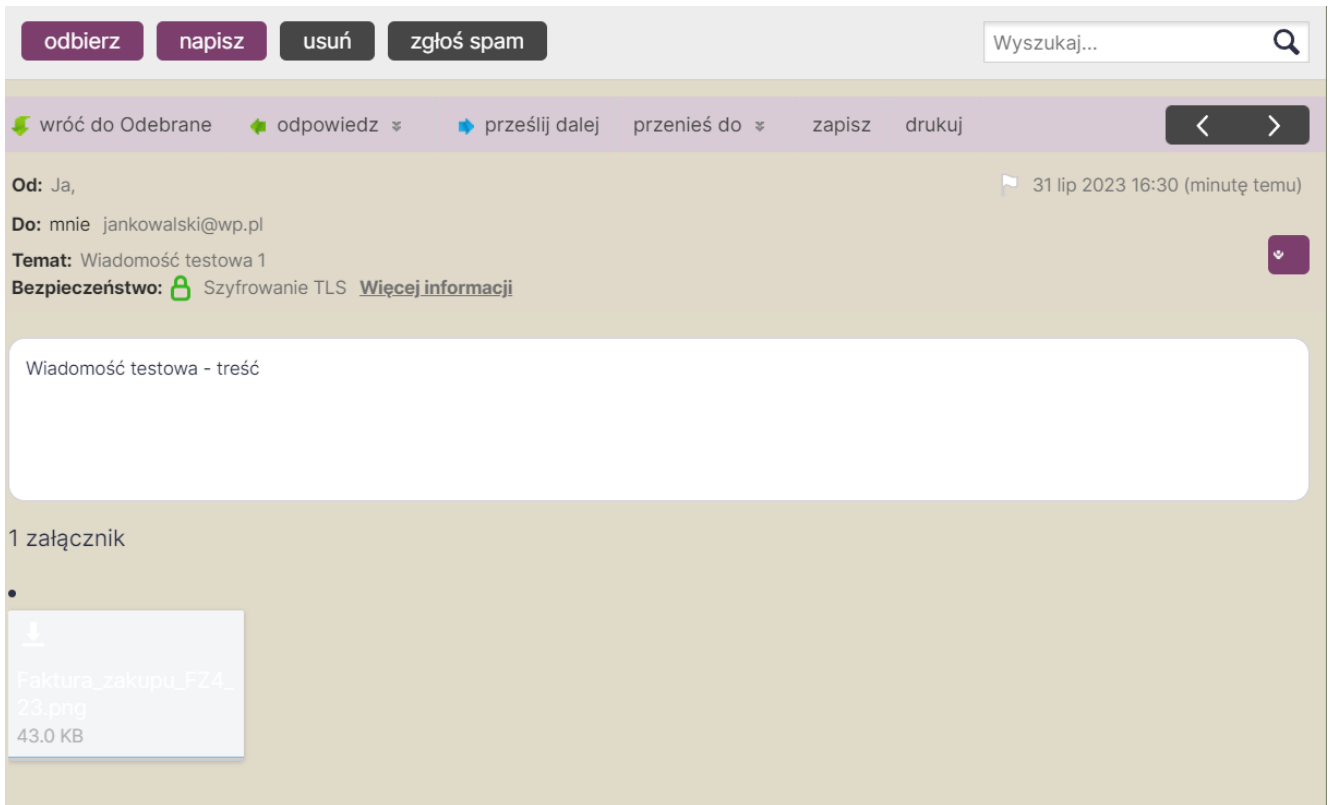 odbierz napisz usuń zgłoś spam Wyszukaj...
wróć do Odebrane odpowiedz prześlij dalej przenieś do zapisz drukuj
Od: Ja, 31 lip 2023 16:30 (minutę temu)
Do: mnie jankowalski@wp.pl
Temat: Wiadomość testowa 1
Bezpieczeństwo: Szyfrowanie TLS Więcej informacji
Wiadomość testowa - treść
1 załącznik
Faktura_zakupu_FZ4_
23.png
43.0 KB